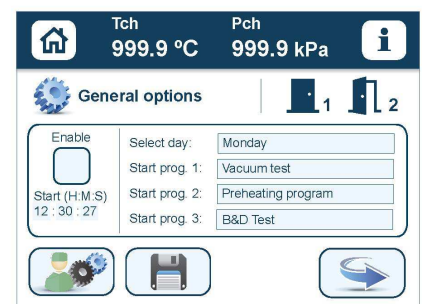 Tch Pch
999.9 ºC 999.9 kPa
i
General options
1 2
Enable
Select day: Monday
Start prog. 1: Vacuum test
Start (H:M:S)
12 : 30 : 27
Start prog. 2: Preheating program
Start prog. 3: B&D Test